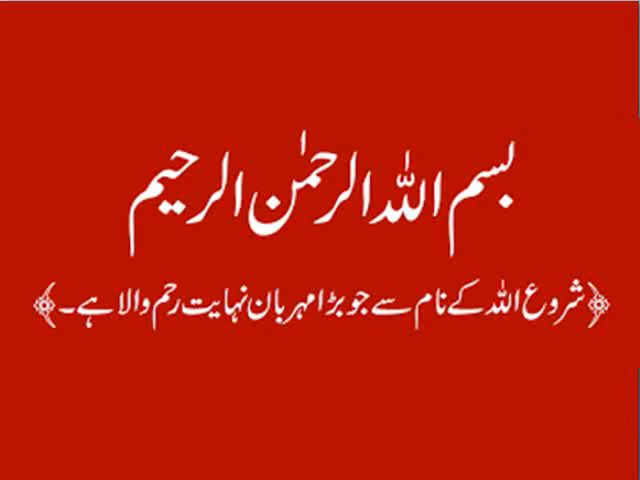 بسم اللہ الرحمٰن الرحیم
﴿شروع اللہ کے نام سے جو بڑا مہربان نہایت رحم والا ہے۔﴾